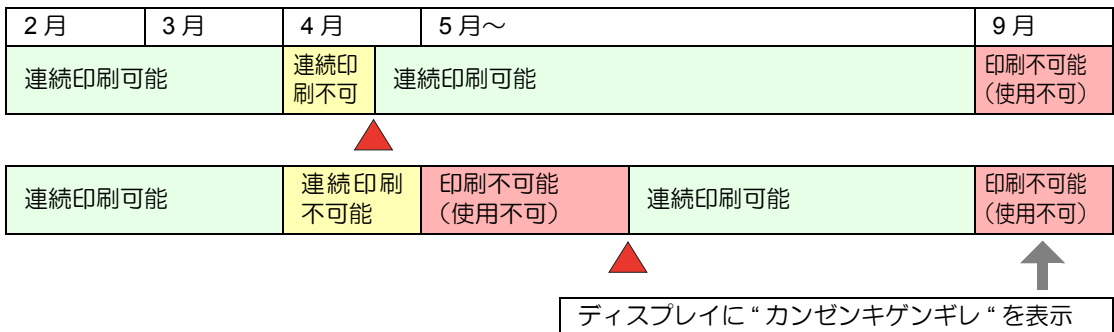 2月 3月 4月 5月～ 9月
連続印刷可能 連続印 連続印刷可能 印刷不可能
刷不可 （使用不可）
連続印刷可能 連続印刷 印刷不可能 連続印刷可能 印刷不可能
不可能 （使用不可） （使用不可）
ディスプレイに“カンゼンキゲンギレ“を表示